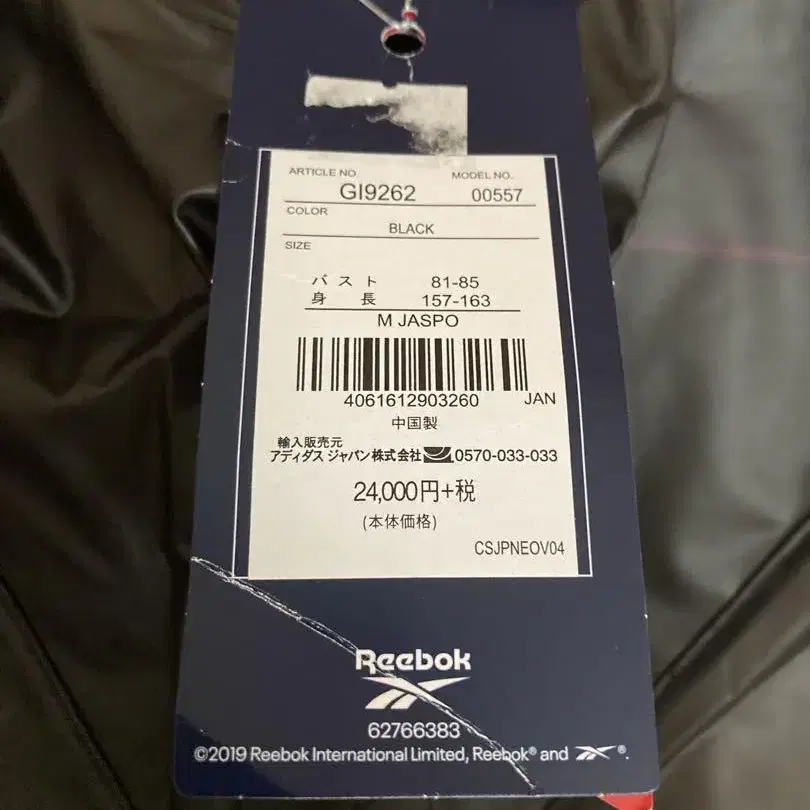 ARTICLE NO MODEL NO.
GI9262 00557
COLOR
BLACK
SIZE
バスト 81-85
身長 157-163
M JASPO
4061612903260 JAN
中国製
輸入販売元
アディダス ジャパン株式会社 0570-033-033
24,000円+税
(本体価格)
CSJPNEOV04
Reebok
62766383
©2019 Reebok International Limited, Reebok® and ®.